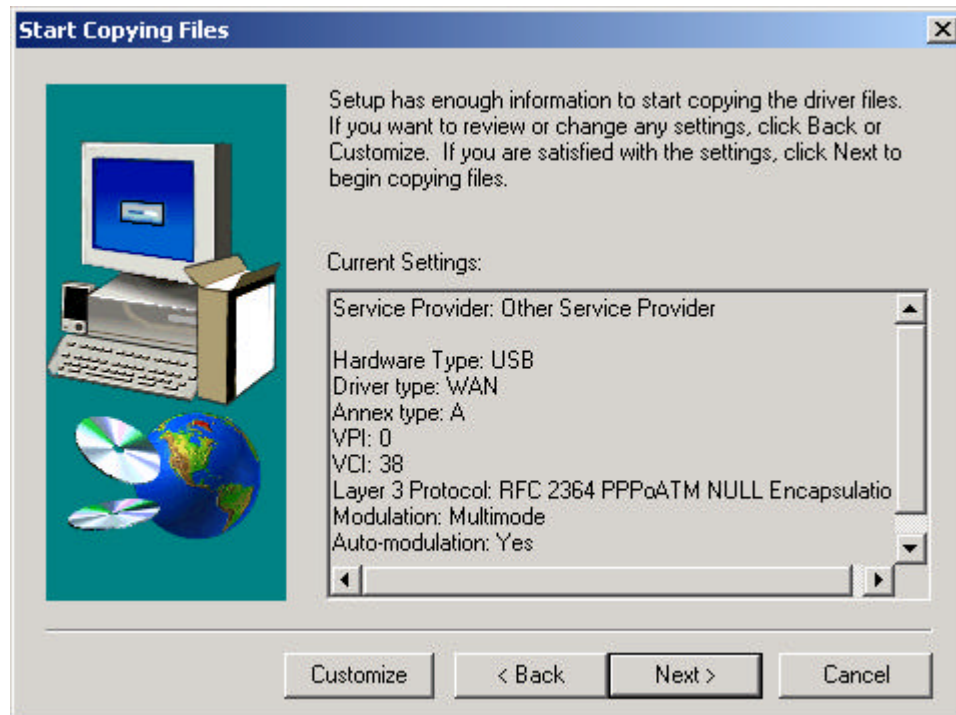 Start Copying Files
Setup has enough information to start copying the driver files.
If you want to review or change any settings, click Back or
Customize. If you are satisfied with the settings, click Next to
begin copying files.
Current Settings:
Service Provider: Other Service Provider
Hardware Type: USB
Driver type: WAN
Annex type: A
VPI: 0
VCI: 38
Layer 3 Protocol: RFC 2364 PPPoATM NULL Encapsulatio
Modulation: Multimode
Auto-modulation: Yes
Customize
< Back
Next >
Cancel